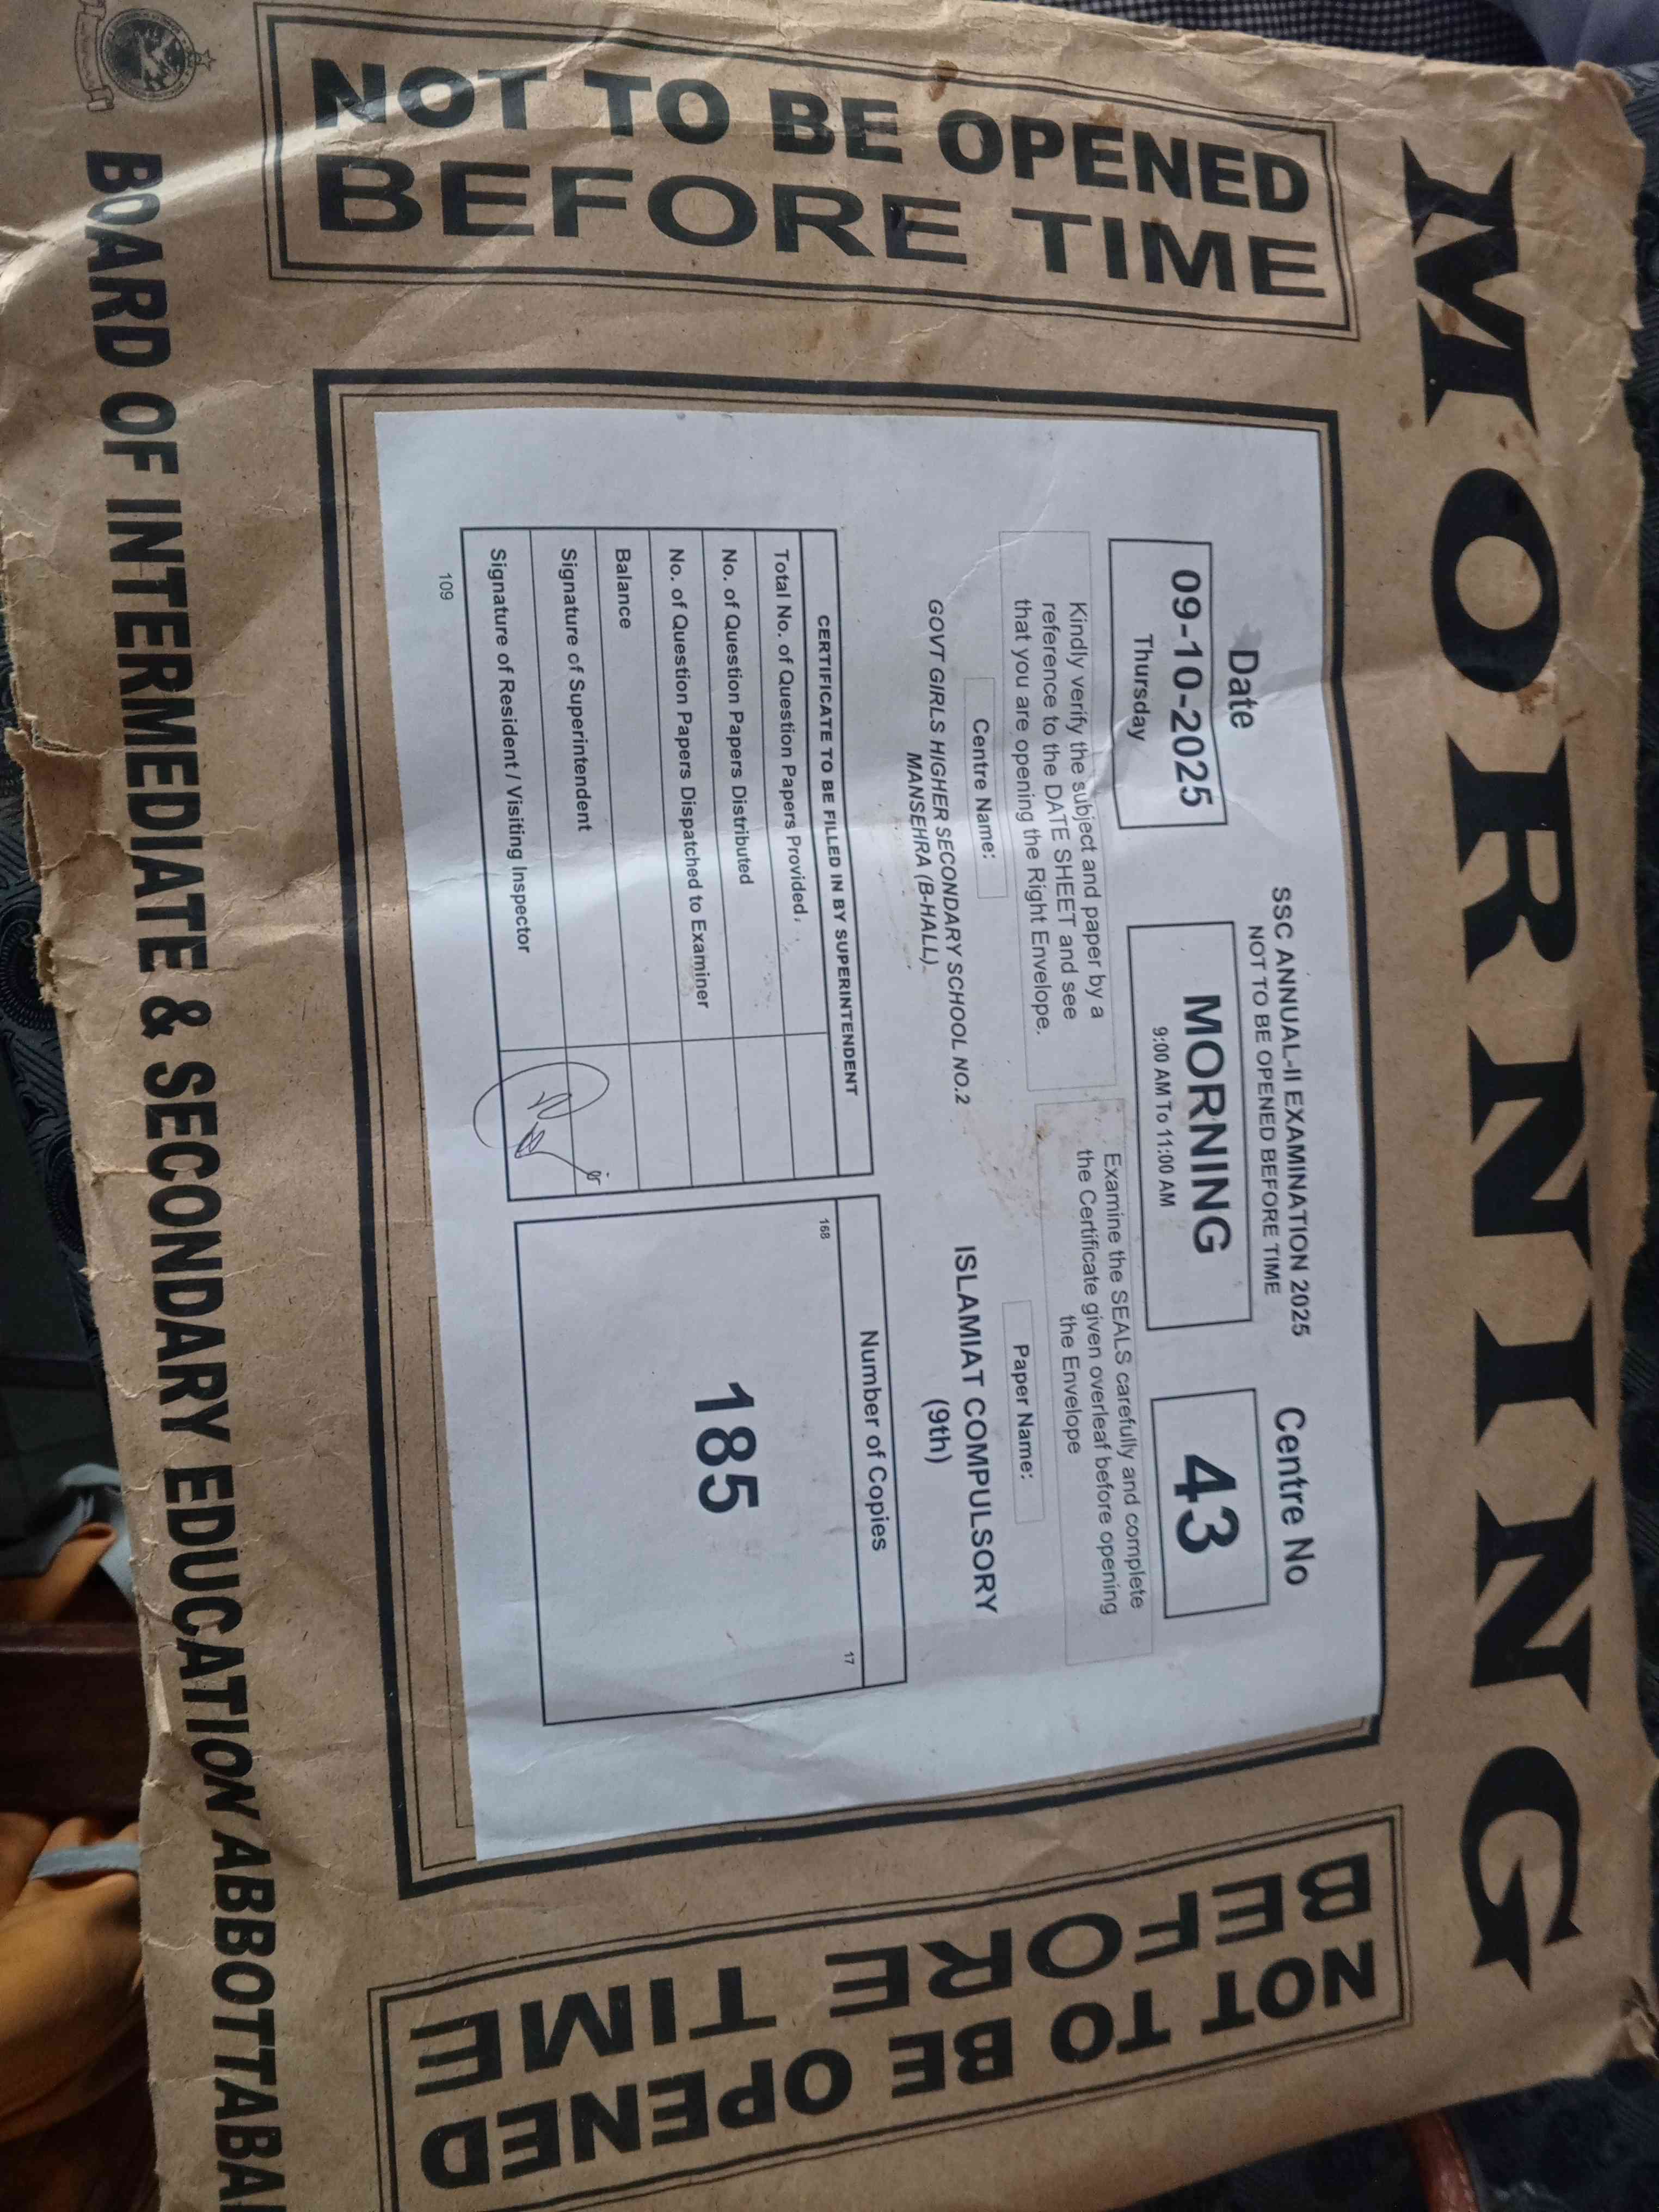 MORNING
NOT TO BE OPENED
BEFORE TIME
SSC ANNUAL-II EXAMINATION 2025
NOT TO BE OPENED BEFORE TIME
Date
09-10-2025
Thursday
MORNING
9:00 AM To 11:00 AM
Centre No
43
Kindly verify the subject and paper by a
reference to the DATE SHEET and see
that you are opening the Right Envelope.
Examine the SEALS carefully and complete
the Certificate given overleaf before opening
the Envelope
Centre Name:
GOVT GIRLS HIGHER SECONDARY SCHOOL NO.2
MANSEHRA (B-HALL)
Paper Name:
ISLAMIAT COMPULSORY
(9th)
CERTIFICATE TO BE FILLED IN BY SUPERINTENDENT
Total No. of Question Papers Provided
No. of Question Papers Distributed
No. of Question Papers Dispatched to Examiner
Balance
Signature of Superintendent
Signature of Resident / Visiting Inspector
109
Number of Copies
168
17
185
NOT TO BE OPENED
BEFORE TIME
BOARD OF INTERMEDIATE & SECONDARY EDUCATION ABBOTTABA